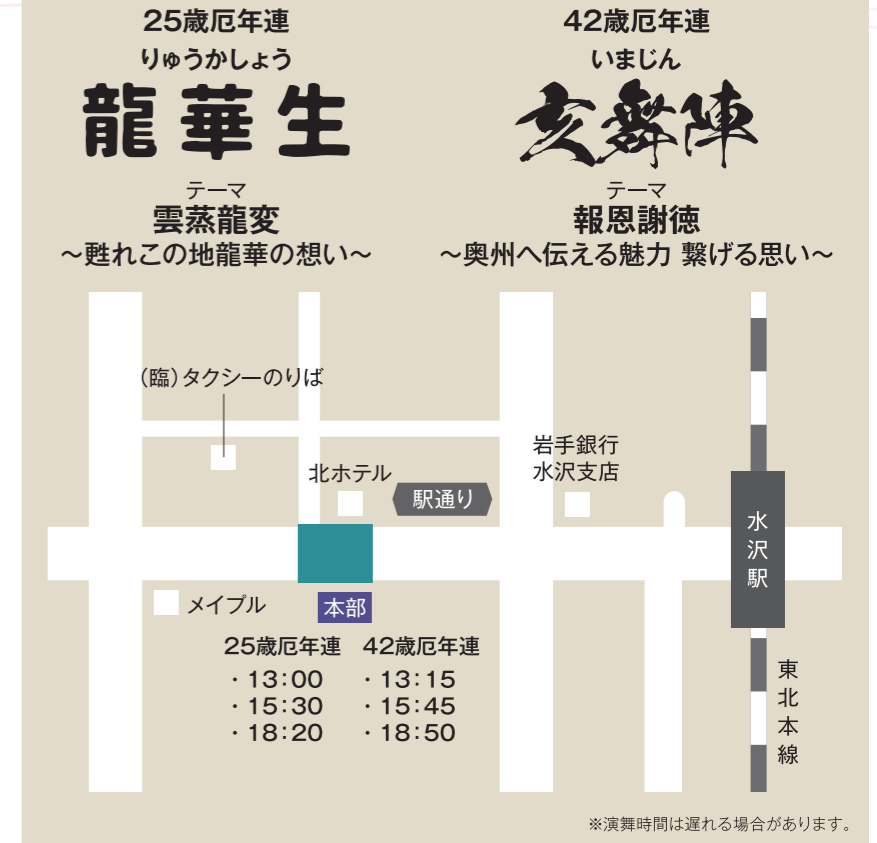 25歳厄年連
りゅうかしょう
龍華生
テーマ
雲蒸龍変
～甦れこの地龍華の想い～
42歳厄年連
いまじん
亥舞陣
テーマ
報恩謝徳
～奥州へ伝える魅力 繋げる思い～
（臨）タクシーのりば
北ホテル
駅通り
岩手銀行
水沢支店
水沢駅
メイプル
本部
25歳厄年連
・13：00
・15：30
・18：20
42歳厄年連
・13：15
・15：45
・18：50
東北本線
※演舞時間は遅れる場合があります。